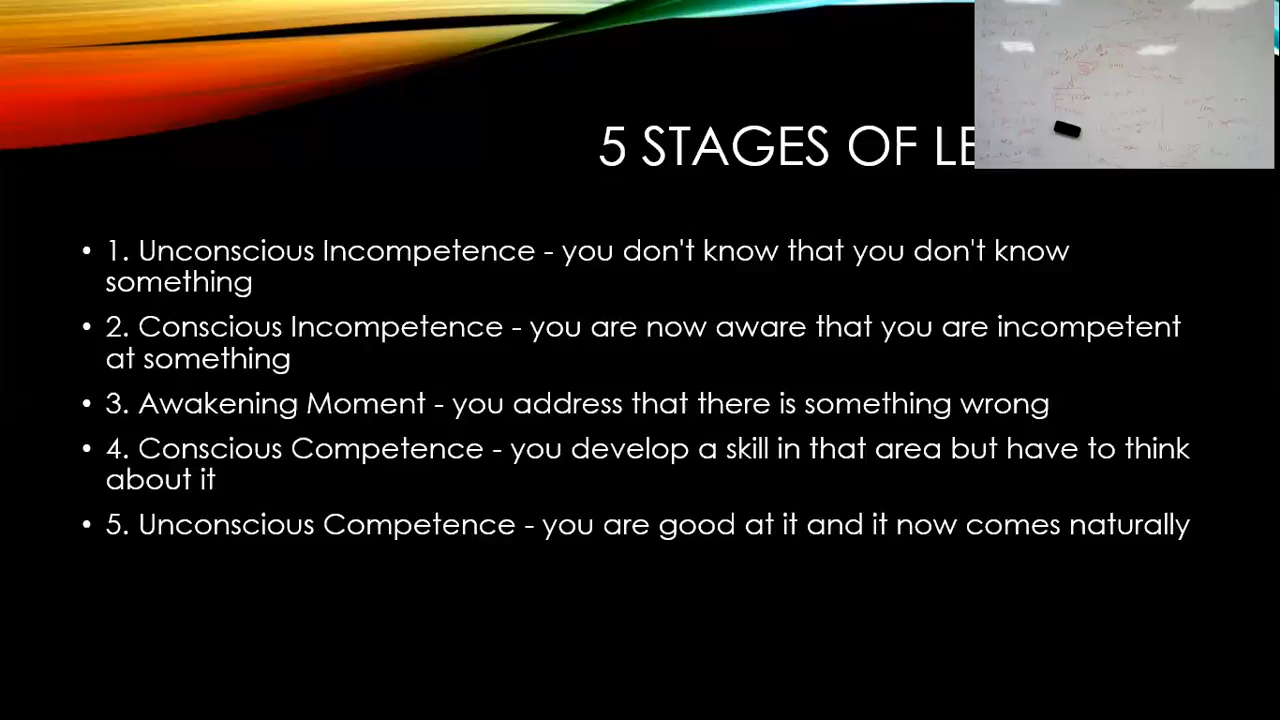 5 STAGES OF LE
• 1. Unconscious Incompetence - you don't know that you don't know
something
• 2. Conscious Incompetence - you are now aware that you are incompetent
at something
• 3. Awakening Moment - you address that there is something wrong
• 4. Conscious Competence - you develop a skill in that area but have to think
about it
• 5. Unconscious Competence - you are good at it and it now comes naturally